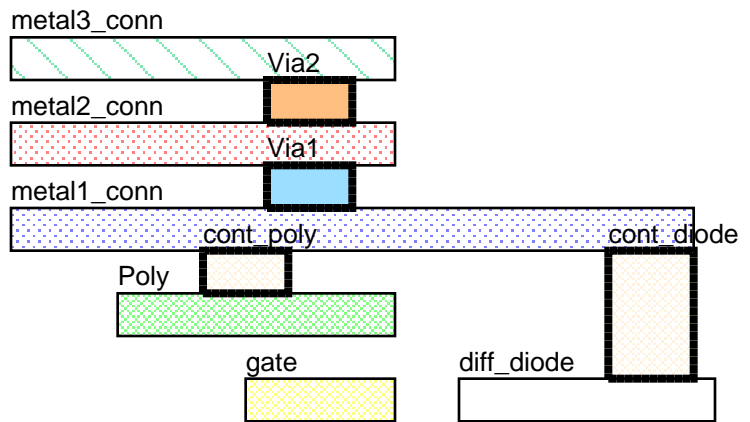 metal3_conn
Via2
metal2_conn
Via1
metal1_conn
cont_poly
cont_diode
Poly
gate
diff_diode